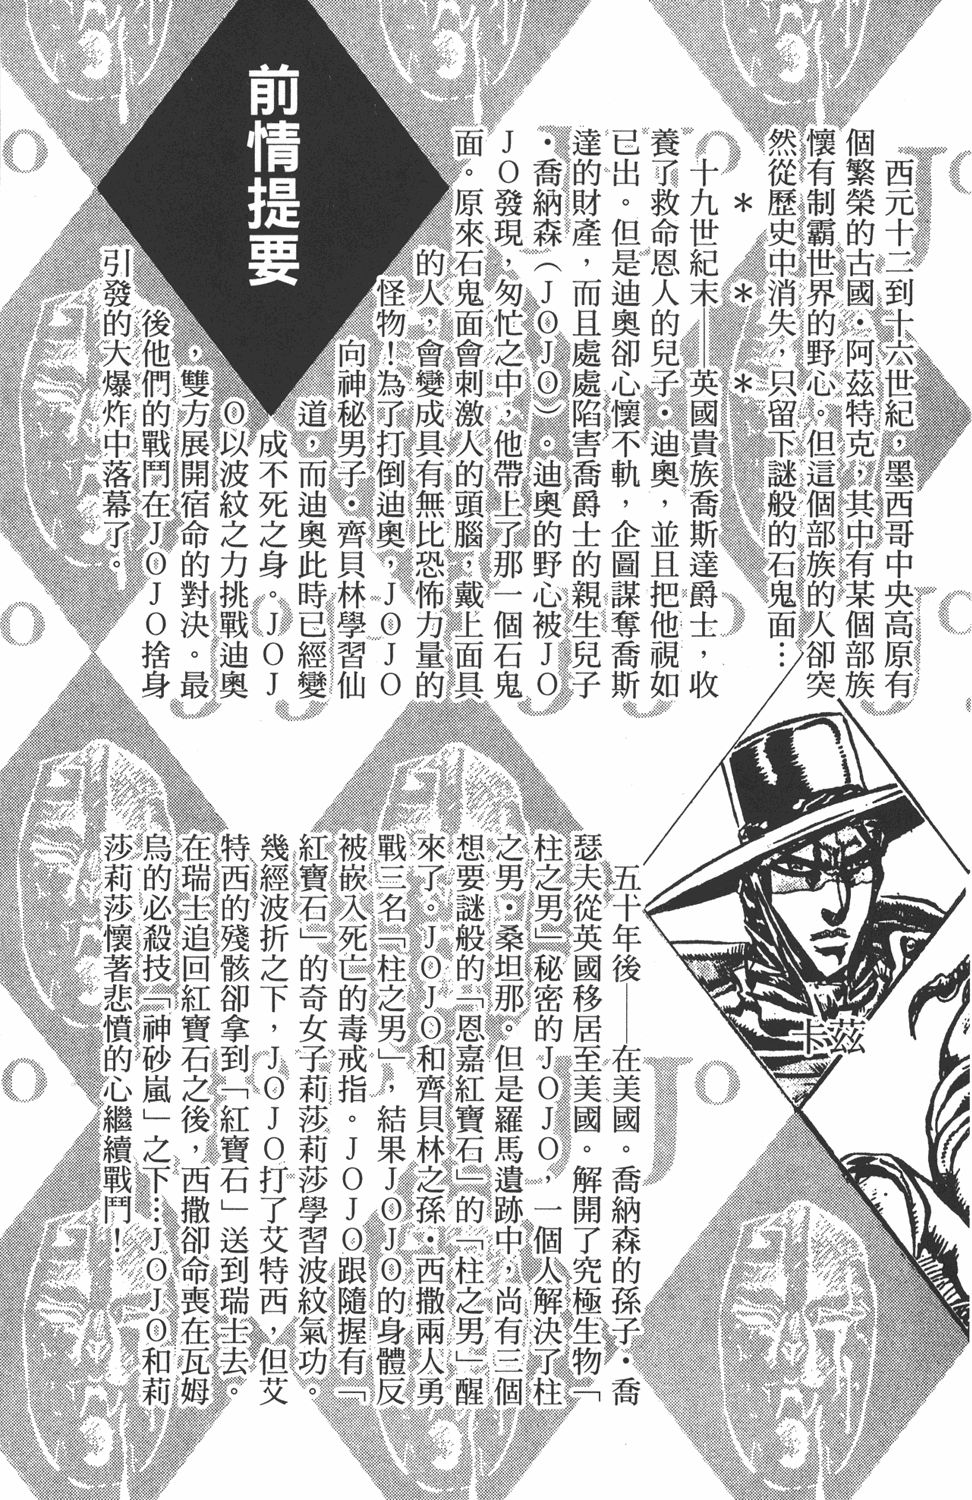 前情提要
西元十二到十六世紀，墨西哥中央高原有
個繁榮的古國·阿茲特克，其中有某個部族
懷有制霸世界的野心。但這個部族的人卻突
然從歷史中消失，只留下謎般的石鬼面…
＊　＊　＊
十九世紀末——英國貴族喬斯達爵士，收
養了救命恩人的兒子·迪奧，並且把他視如
已出。但是迪奧卻心懷不軌，企圖謀奪喬斯
達的財產，而且處處陷害喬爵士的親生兒子
·喬納森（ＪＯＪＯ）。迪奧的野心被ＪＯ
ＪＯ發現，匆忙之中，他帶上了那一個石鬼
面。原來石鬼面會刺激人的頭腦，戴上面具
的人，會變成具有無比恐怖力量的
怪物！為了打倒迪奧，ＪＯＪＯ
向神秘男子·齊貝林學習仙
道，而迪奧此時已經變
成不死之身。ＪＯＪ
Ｏ以波紋之力挑戰迪奧
，雙方展開宿命的對決。最
後他們的戰鬥在ＪＯＪＯ捨身
引發的大爆炸中落幕了。
五十年後——在美國。喬納森的孫子·喬
瑟夫從英國移居至美國。解開了究極生物「
柱之男」秘密的ＪＯＪＯ，一個人解決了柱
之男·桑坦那。但是羅馬遺跡中，尚有三個
想要謎般的「恩嘉紅寶石」的「柱之男」醒
來了。ＪＯＪＯ和齊貝林之孫·西撒兩人勇
戰三名「柱之男」，結果ＪＯＪＯ的身體反
被嵌入死亡的毒戒指。ＪＯＪＯ跟隨握有「
紅寶石」的奇女子莉莎莉莎學習波紋氣功。
幾經波折之下，ＪＯＪＯ打了艾特西，但艾
特西的殘骸卻拿到「紅寶石」送到瑞士去。
在瑞士追回紅寶石之後，西撒卻命喪在瓦姆
烏的必殺技「神砂嵐」之下…ＪＯＪＯ和莉
莎莉莎懷著悲憤的心繼續戰鬥！
卡茲